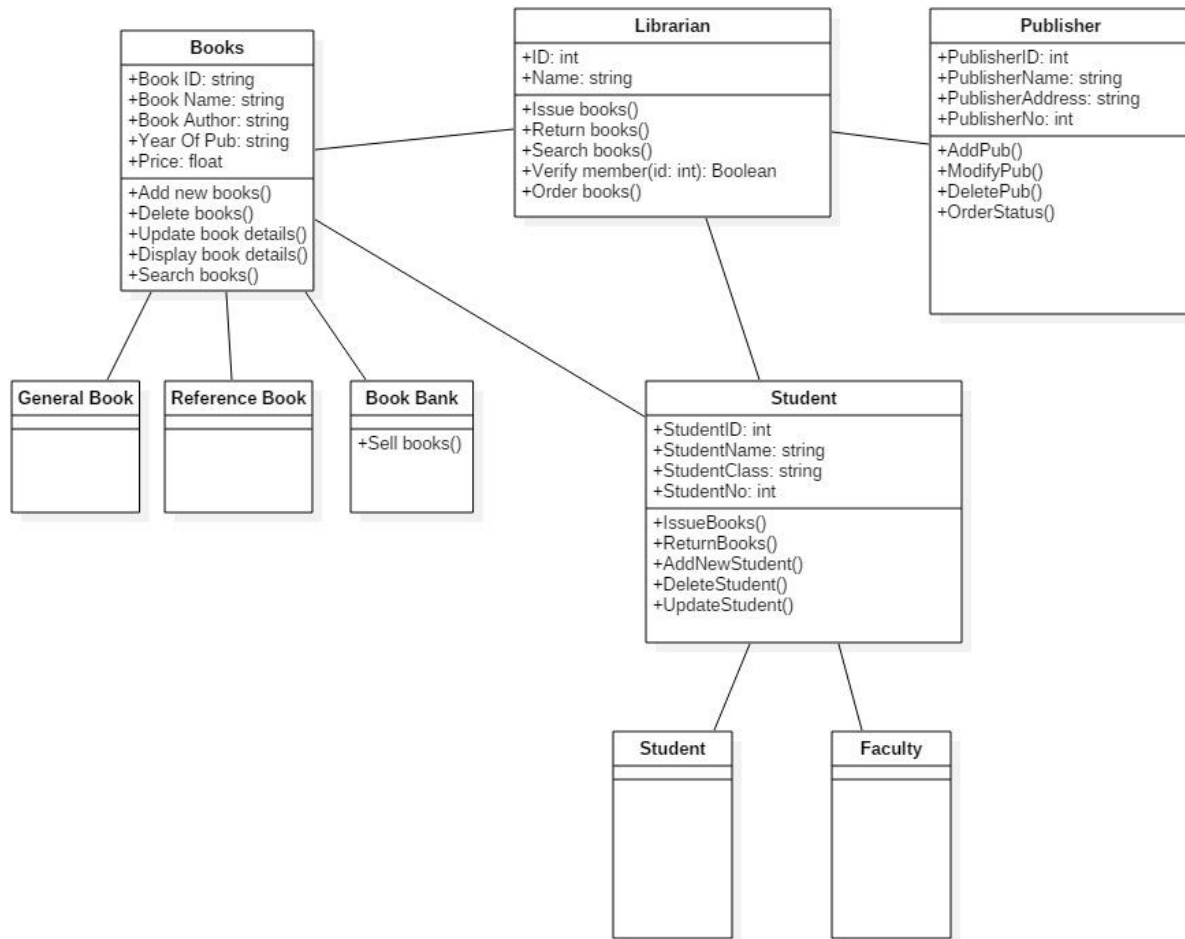 Books
+Book ID: string
+Book Name: string
+Book Author: string
+Year Of Pub: string
+Price: float
+Add new books()
+Delete books()
+Update book details()
+Display book details()
+Search books()
Librarian
+ID: int
+Name: string
+Issue books()
+Return books()
+Search books()
+Verify member(id: int): Boolean
+Order books()
Publisher
+PublisherID: int
+PublisherName: string
+PublisherAddress: string
+PublisherNo: int
+AddPub()
+ModifyPub()
+DeletePub()
+OrderStatus()
General Book
Reference Book
Book Bank
+Sell books()
Student
+StudentID: int
+StudentName: string
+StudentClass: string
+StudentNo: int
+IssueBooks()
+ReturnBooks()
+AddNewStudent()
+DeleteStudent()
+UpdateStudent()
Student
Faculty